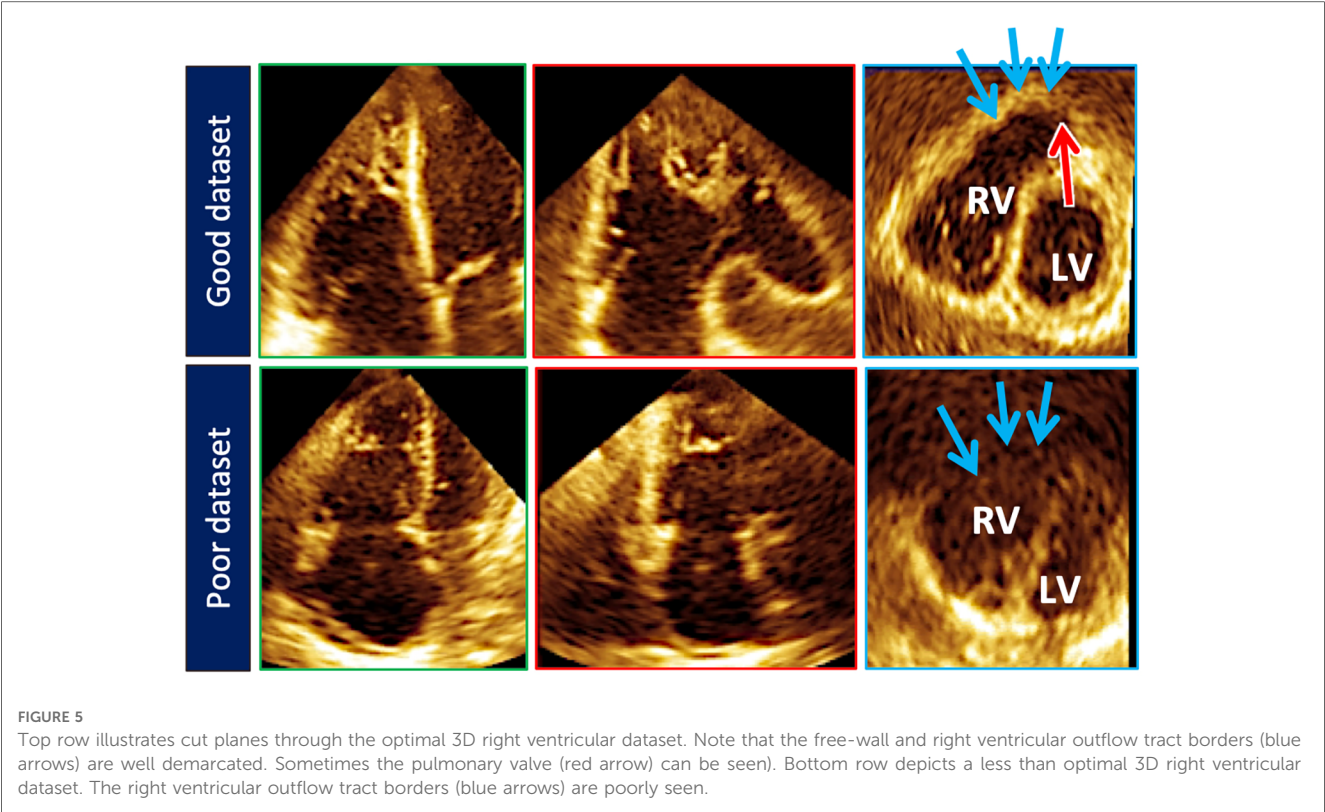 Good dataset
RV
LV
Poor dataset
RV
LV
FIGURE 5
Top row illustrates cut planes through the optimal 3D right ventricular dataset. Note that the free-wall and right ventricular outflow tract borders (blue
arrows) are well demarcated. Sometimes the pulmonary valve (red arrow) can be seen). Bottom row depicts a less than optimal 3D right ventricular
dataset. The right ventricular outflow tract borders (blue arrows) are poorly seen.